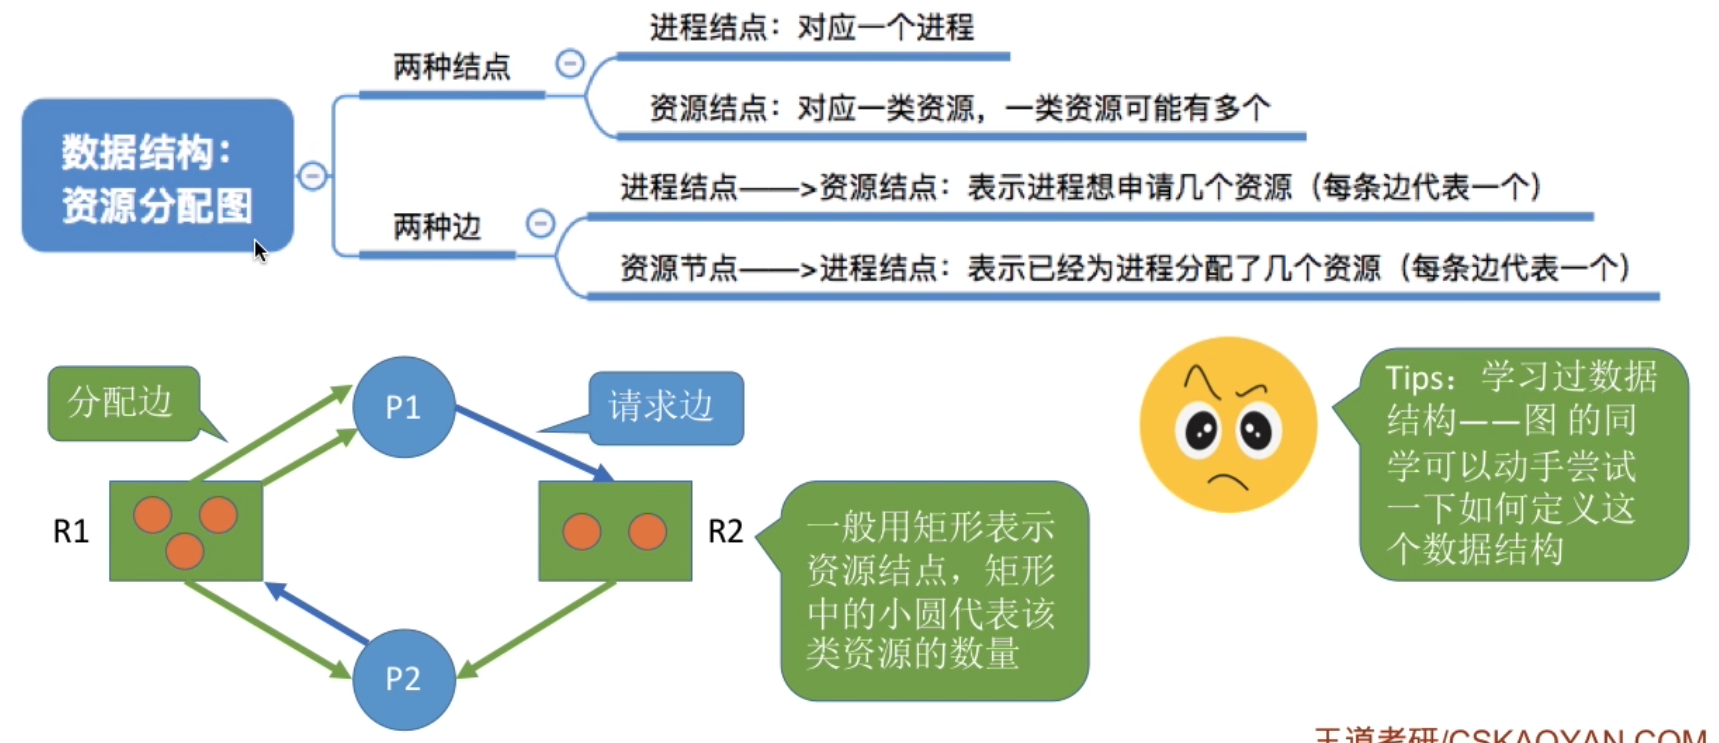 进程结点：对应一个进程
两种结点
资源结点：对应一类资源，一类资源可能有多个
数据结构：
资源分配图
进程结点——>资源结点：表示进程想申请几个资源（每条边代表一个）
两种边
资源节点——>进程结点：表示已经为进程分配了几个资源（每条边代表一个）
分配边
P1
请求边
R1
R2
P2
一般用矩形表示
资源结点，矩形
中的小圆代表该
类资源的数量
Tips：学习过数据
结构——图 的同
学可以动手尝试
一下如何定义这
个数据结构
王道考研/CSKAOYAN.COM